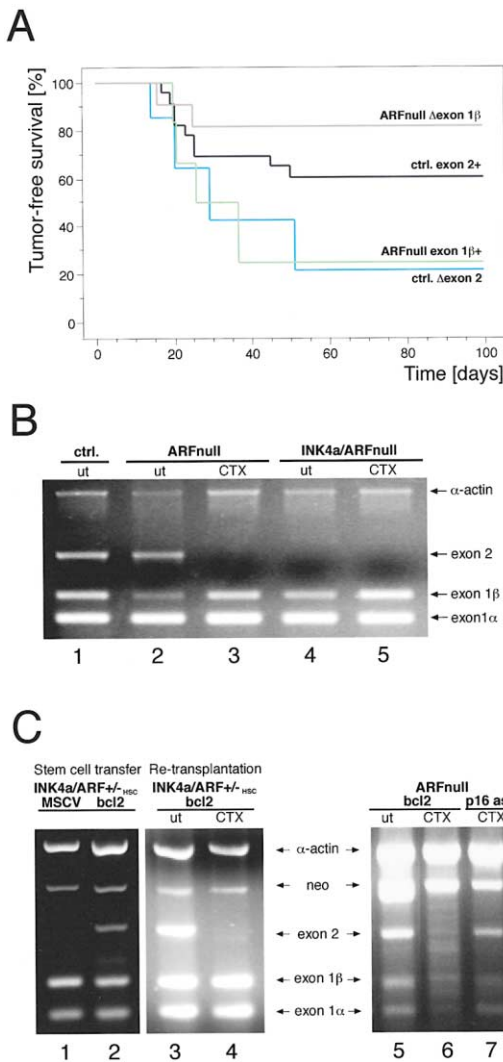 A
Tumor-free survival [%]
100
80
60
40
20
0
ARFnull Δexon 1β
ctrl. exon 2+
ARFnull exon 1β+
ctrl. Δexon 2
0 20 40 60 80 100
Time [days]
B
ctrl. ARFnull INK4a/ARFnull
ut ut CTX ut CTX
α-actin
exon 2
exon 1β
exon1α
1 2 3 4 5
C
Stem cell transfer Re-transplantation
INK4a/ARF+/-HSC INK4a/ARF+/-HSC ARFnull
MSCV bcl2 bcl2 bcl2 p16 as
ut CTX ut CTX CTX
α-actin
neo
exon 2
exon 1β
exon 1α
1 2 3 4 5 6 7